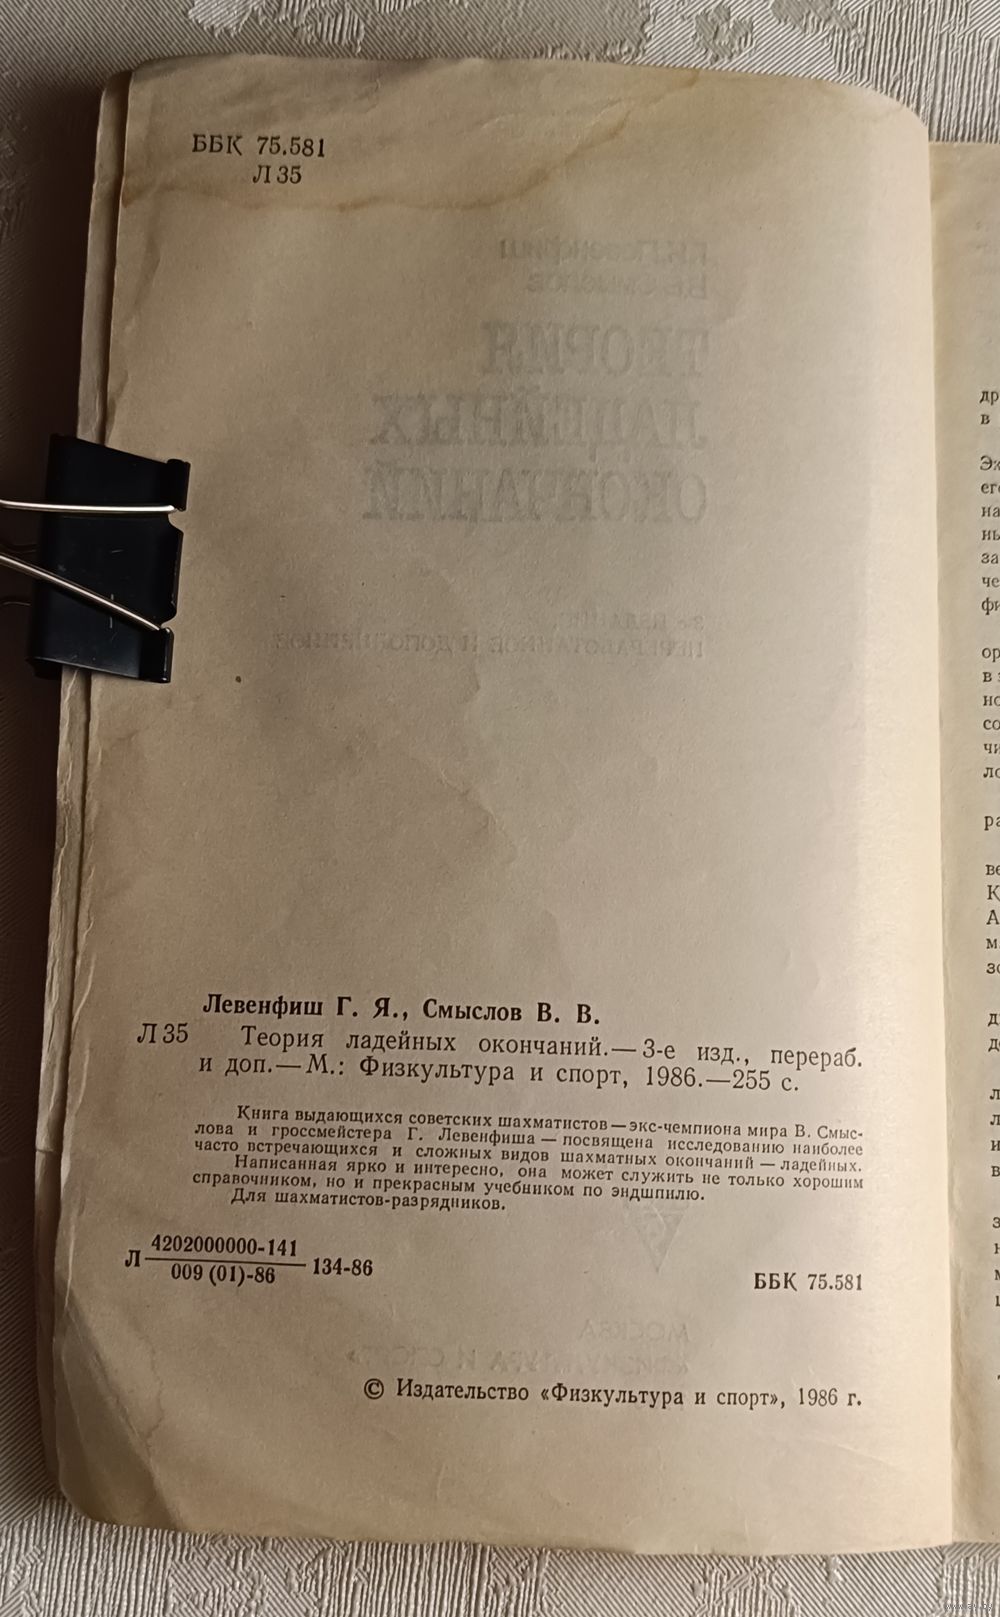 ББК 75.581
Л 35
ТЕОРИЯ
ЛАДЕЙНЫХ
ОКОНЧАНИЙ
Левенфиш Г. Я., Смыслов В. В.
Л 35 Теория ладейных окончаний.— 3-е изд., перераб.
и доп.— М.: Физкультура и спорт, 1986.—255 с.
Книга выдающихся советских шахматистов — экс-чемпиона мира В. Смыс-
лова и гроссмейстера Г. Левенфиша — посвящена исследованию наиболее
часто встречающихся и сложных видов шахматных окончаний — ладейных.
Написанная ярко и интересно, она может служить не только хорошим
справочником, но и прекрасным учебником по эндшпилю.
Для шахматистов-разрядников.
Л 4202000000-141
009 (01)-86
134-86
ББК 75.581
© Издательство «Физкультура и спорт», 1986 г.